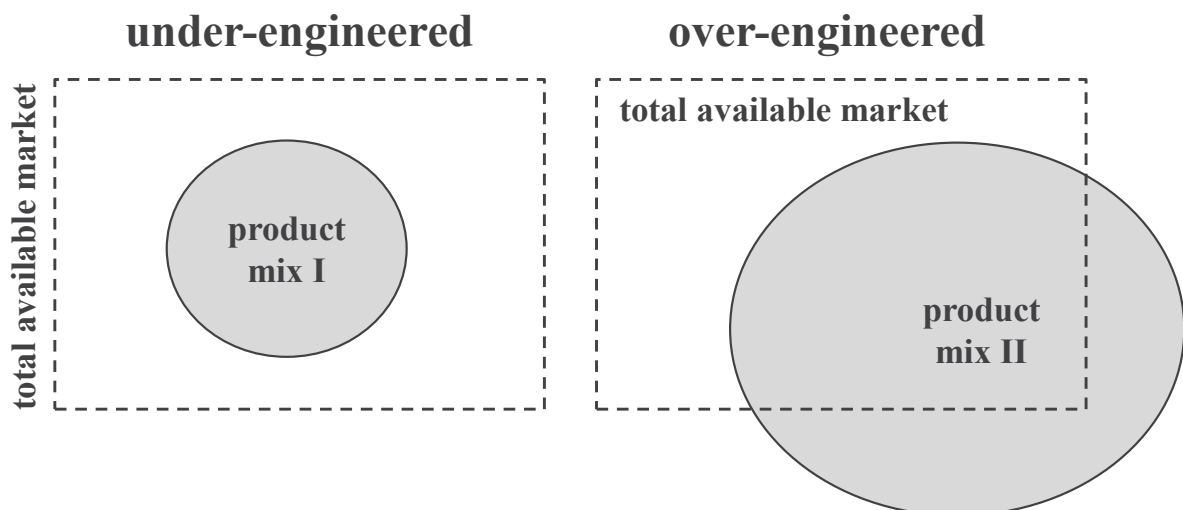 under-engineered
over-engineered
total available market
product
mix I
total available market
product
mix II